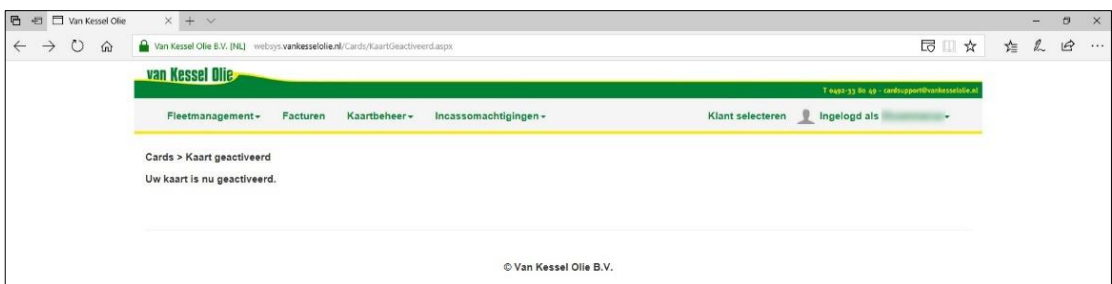 Van Kessel Olie
Van Kessel Olie B.V. [NL] websys.vankesselolie.nl/Cards/KaartGeactiveerd.aspx
van Kessel Olie
T 0492-33 80 49 - cardsupport@vankesselolie.nl
Fleetmanagement Facturen Kaartbeheer Incassomachtigingen Klant selecteren Ingelogd als
Cards > Kaart geactiveerd
Uw kaart is nu geactiveerd.
© Van Kessel Olie B.V.